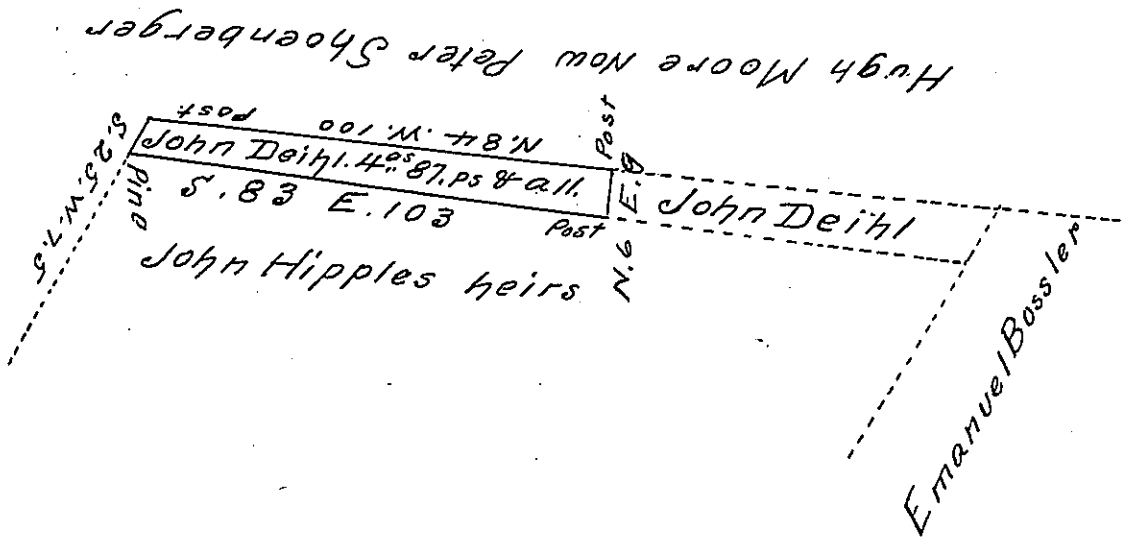 Hugh Moore Now Peter Shoenberger
Post
N. 84 . W. 100
Post
John Deihl. 4as 87. ps & all.
S. 25. W. 7.5
Pine
S. 83 E. 103
Post
N. 6 E. 9
John Deihl
John Hipples heirs
Emanuel Bossler